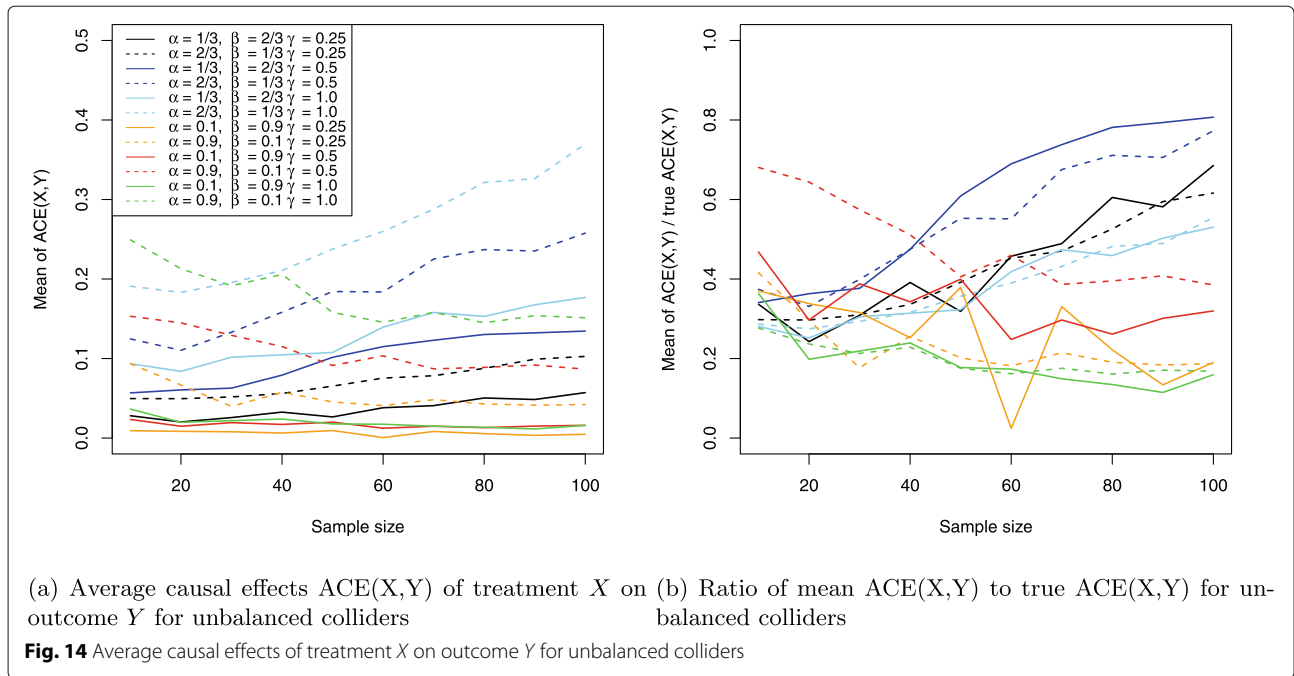 0.5
0.4
0.3
0.2
0.1
0.0
Mean of ACE(X,Y)
α = 1/3, β = 2/3 γ = 0.25
α = 2/3, β = 1/3 γ = 0.25
α = 1/3, β = 2/3 γ = 0.5
α = 2/3, β = 1/3 γ = 0.5
α = 1/3, β = 2/3 γ = 1.0
α = 2/3, β = 1/3 γ = 1.0
α = 0.1, β = 0.9 γ = 0.25
α = 0.9, β = 0.1 γ = 0.25
α = 0.1, β = 0.9 γ = 0.5
α = 0.9, β = 0.1 γ = 0.5
α = 0.1, β = 0.9 γ = 1.0
α = 0.9, β = 0.1 γ = 1.0
20 40 60 80 100
Sample size
1.0
0.8
0.6
0.4
0.2
0.0
Mean of ACE(X,Y) / true ACE(X,Y)
20 40 60 80 100
Sample size
(a) Average causal effects ACE(X,Y) of treatment X on
outcome Y for unbalanced colliders
(b) Ratio of mean ACE(X,Y) to true ACE(X,Y) for un-
balanced colliders
Fig. 14 Average causal effects of treatment X on outcome Y for unbalanced colliders